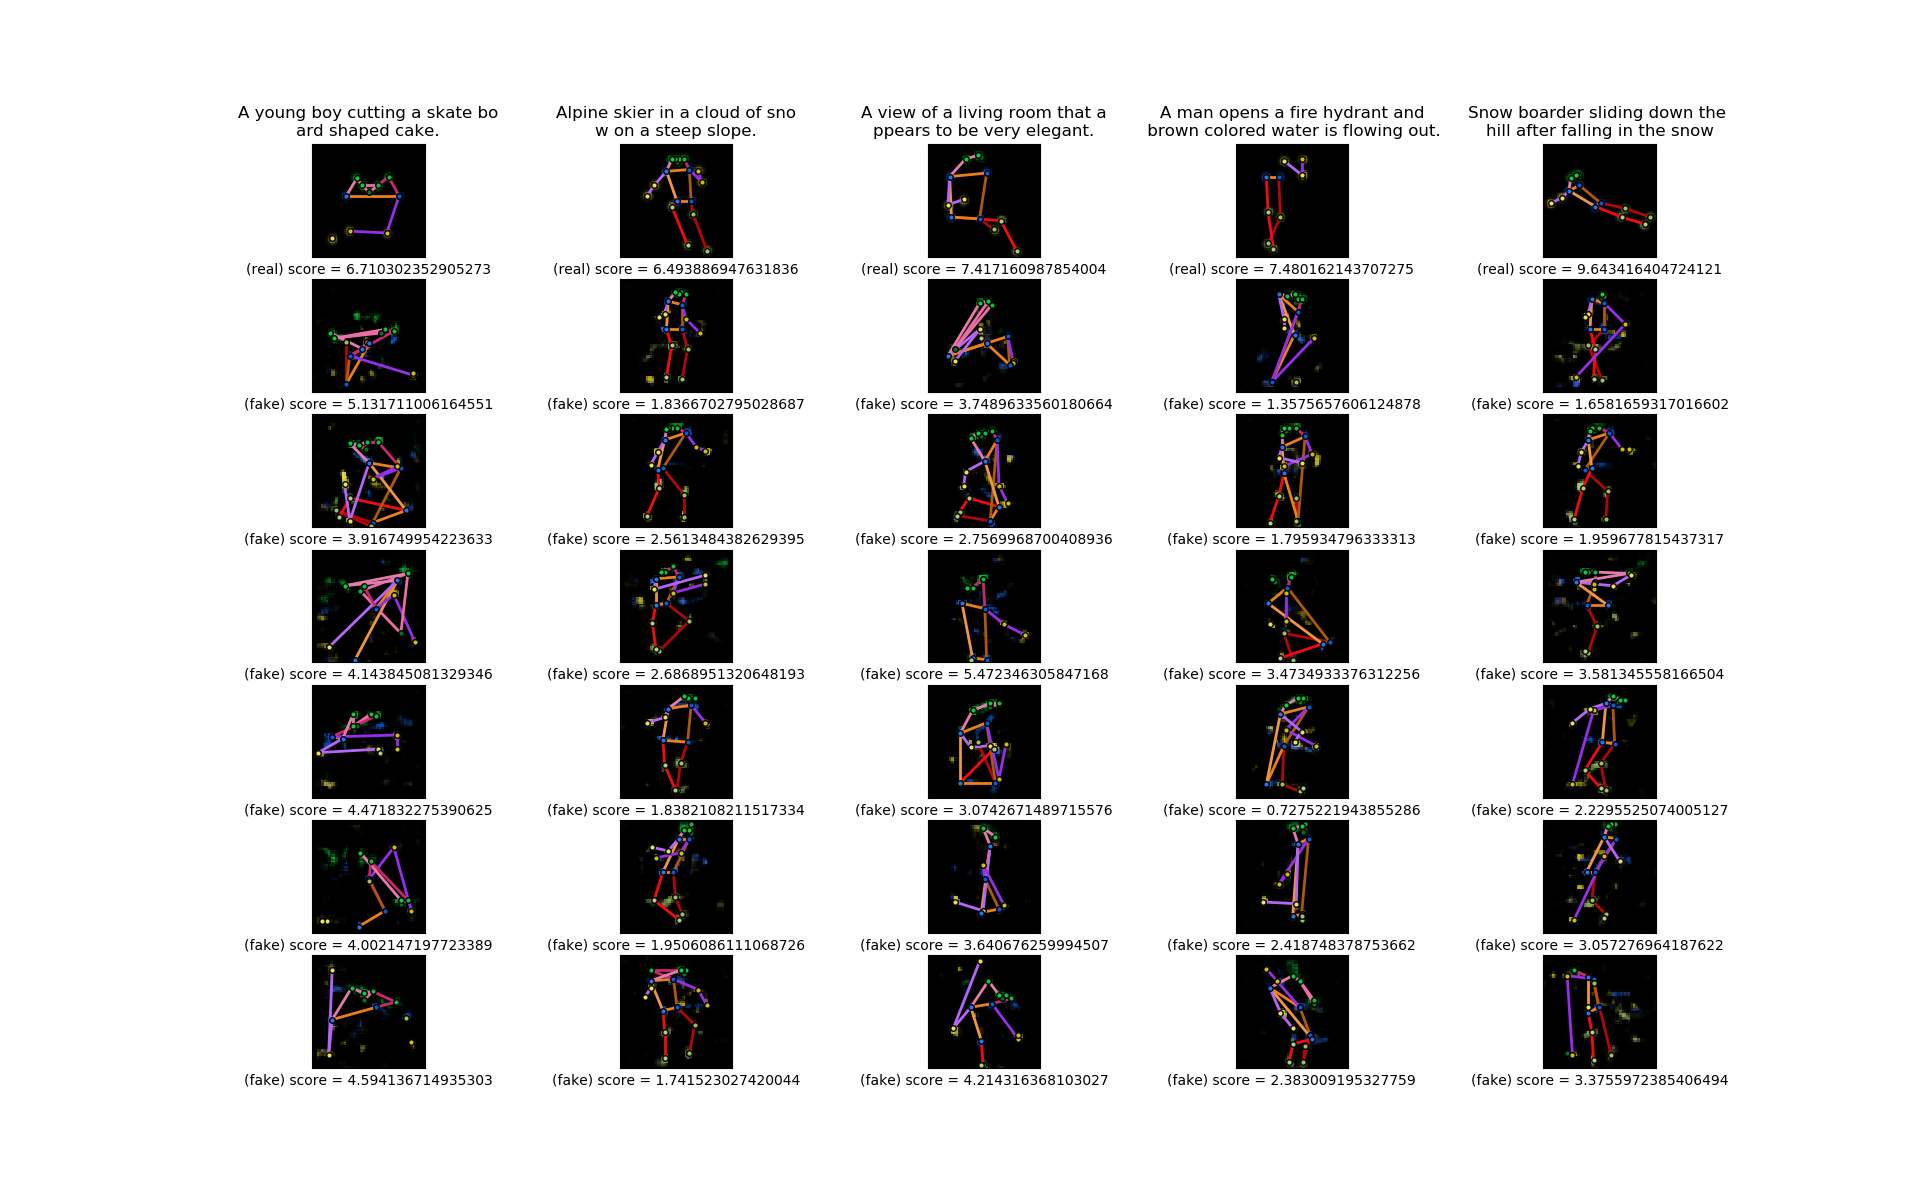 A young boy cutting a skate bo
ard shaped cake.
Alpine skier in a cloud of sno
w on a steep slope.
A view of a living room that a
ppears to be very elegant.
A man opens a fire hydrant and
brown colored water is flowing out.
Snow boarder sliding down the
hill after falling in the snow
(real) score = 6.710302352905273
(real) score = 6.493886947631836
(real) score = 7.417160987854004
(real) score = 7.480162143707275
(real) score = 9.643416404724121
(fake) score = 5.131711006164551
(fake) score = 1.8366702795028687
(fake) score = 3.7489633560180664
(fake) score = 1.3575657606124878
(fake) score = 1.6581659317016602
(fake) score = 3.916749954223633
(fake) score = 2.5613484382629395
(fake) score = 2.7569968700408936
(fake) score = 1.795934796333313
(fake) score = 1.959677815437317
(fake) score = 4.143845081329346
(fake) score = 2.6868951320648193
(fake) score = 5.472346305847168
(fake) score = 3.4734933376312256
(fake) score = 3.581345558166504
(fake) score = 4.471832275390625
(fake) score = 1.8382108211517334
(fake) score = 3.0742671489715576
(fake) score = 0.7275221943855286
(fake) score = 2.2295525074005127
(fake) score = 4.002147197723389
(fake) score = 1.9506086111068726
(fake) score = 3.640676259994507
(fake) score = 2.418748378753662
(fake) score = 3.057276964187622
(fake) score = 4.594136714935303
(fake) score = 1.741523027420044
(fake) score = 4.214316368103027
(fake) score = 2.383009195327759
(fake) score = 3.3755972385406494